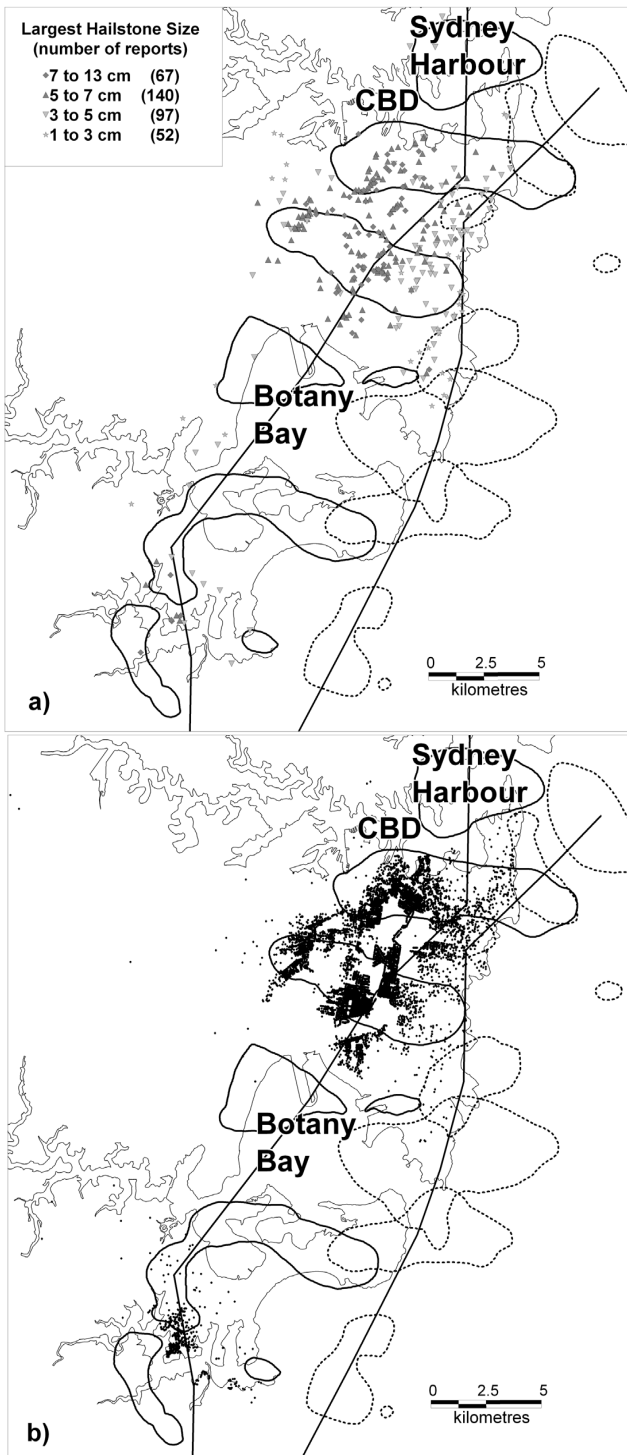 Largest Hailstone Size
(number of reports)
7 to 13 cm (67)
5 to 7 cm (140)
3 to 5 cm (97)
1 to 3 cm (52)
Sydney
Harbour
CBD
Botany
Bay
0 2.5 5
kilometres
a)
Sydney
Harbour
CBD
Botany
Bay
0 2.5 5
kilometres
b)